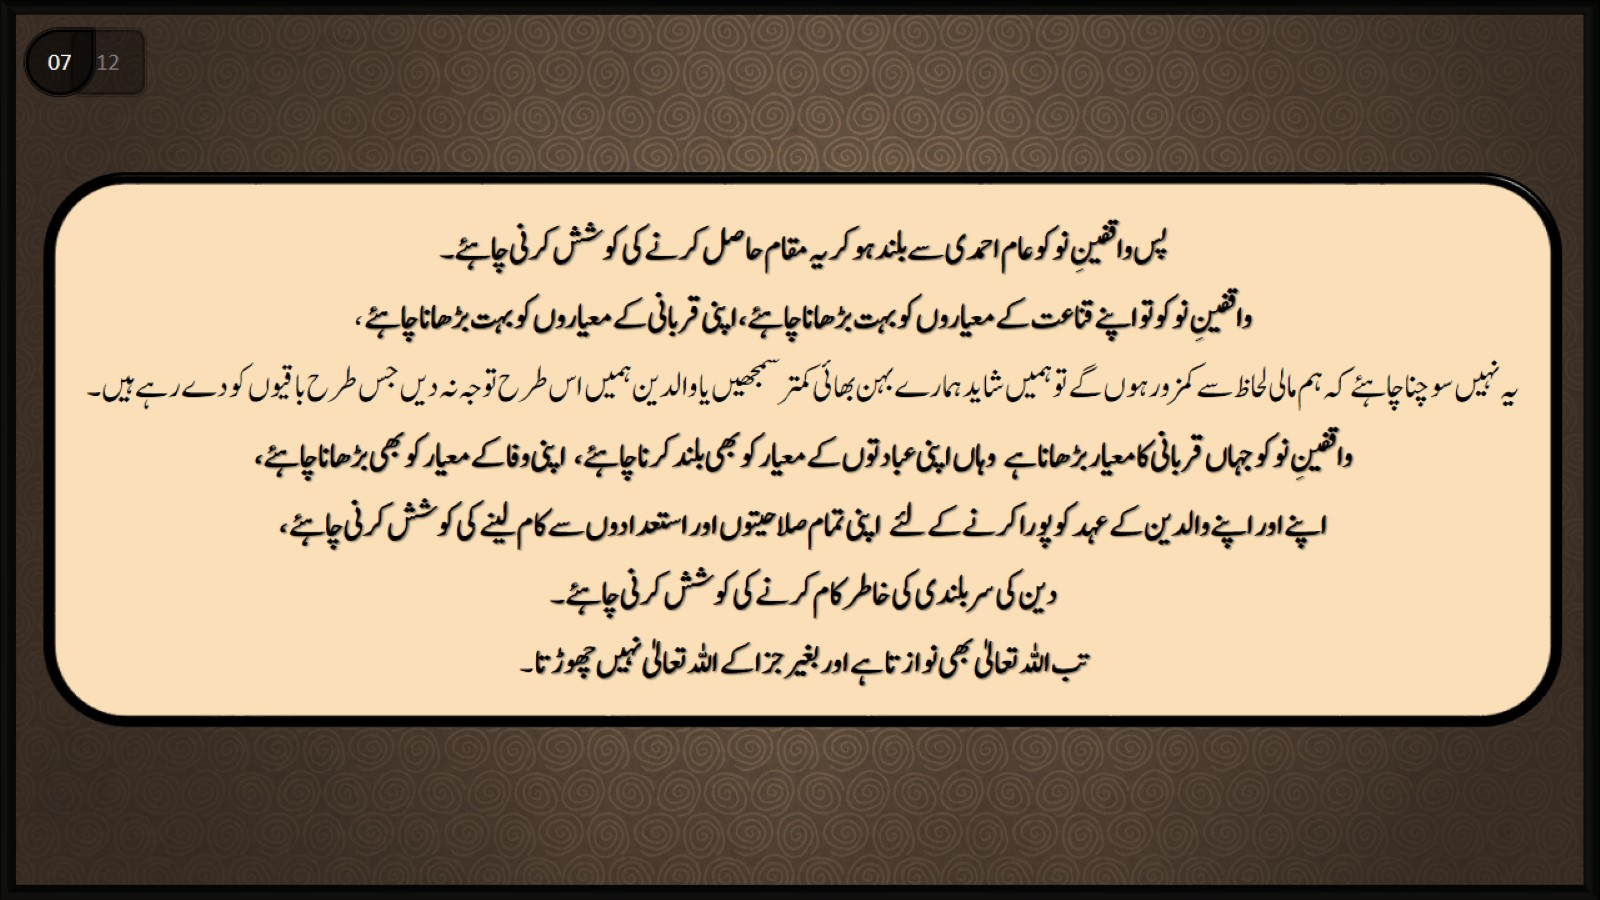 07 12
پس واقفینِ نو کو عام احمدی سے بلند ہو کر یہ مقام حاصل کرنے کی کوشش کرنی چاہئے۔
واقفینِ نو کو تو اپنے قناعت کے معیاروں کو بہت بڑھانا چاہئے، اپنی قربانی کے معیاروں کو بہت بڑھانا چاہئے،
یہ نہیں سوچنا چاہئے کہ ہم مالی لحاظ سے کمزور ہوں گے تو ہمیں شاید ہمارے بہن بھائی کمتر سمجھیں یا والدین ہمیں اس طرح توجہ نہ دیں جس طرح باقیوں کو دے رہے ہیں۔
واقفینِ نو کو جہاں قربانی کا معیار بڑھانا ہے وہاں اپنی عبادتوں کے معیار کو بھی بلند کرنا چاہئے، اپنی وفا کے معیار کو بھی بڑھانا چاہئے،
اپنے اور اپنے والدین کے عہد کو پورا کرنے کے لئے اپنی تمام صلاحیتوں اور استعدادوں سے کام لینے کی کوشش کرنی چاہئے،
دین کی سربلندی کی خاطر کام کرنے کی کوشش کرنی چاہئے۔
تب اللہ تعالیٰ بھی نوازتا ہے اور بغیر جزا کے اللہ تعالیٰ نہیں چھوڑتا۔